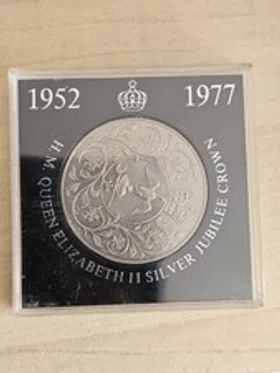 1952 1977
H. M. QUEEN ELIZABETH II SILVER JUBILEE CROWN